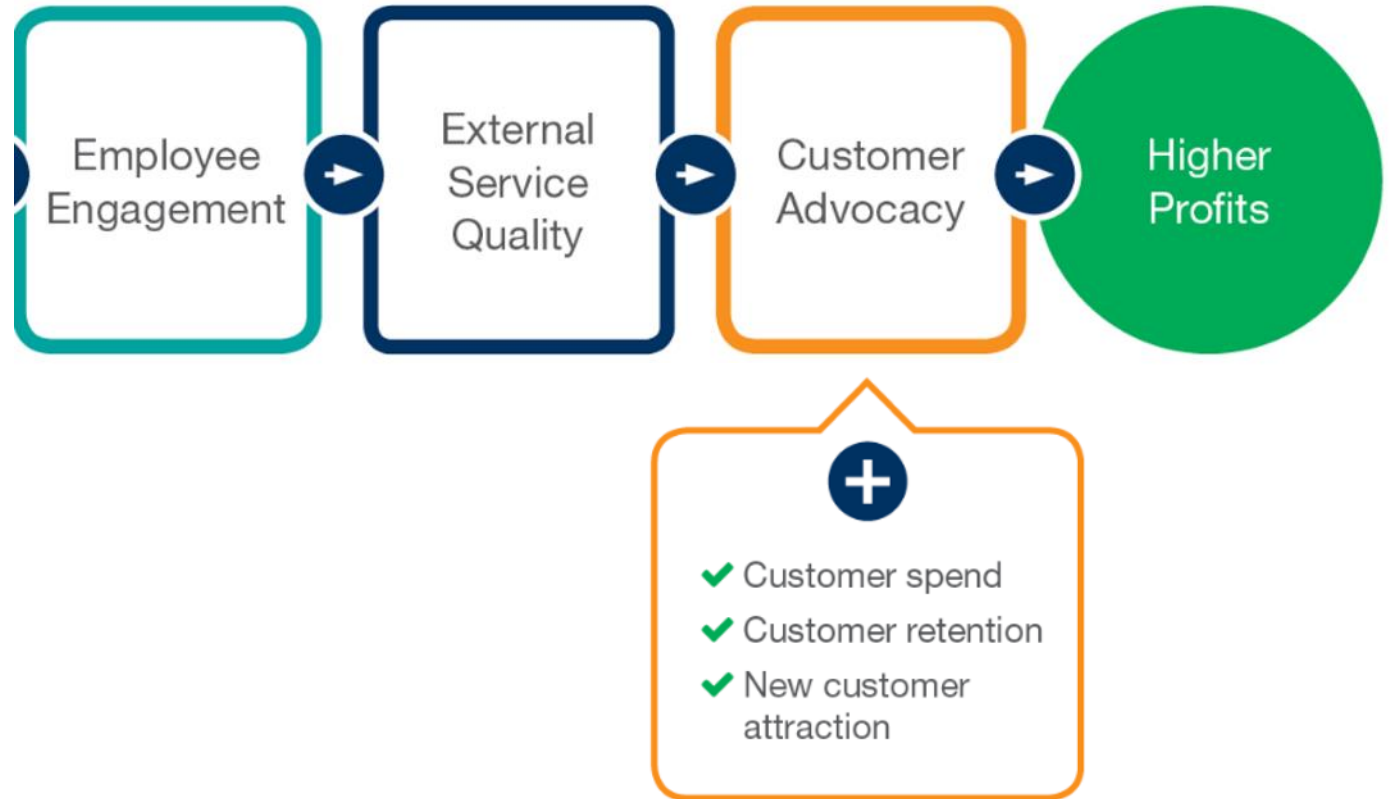 Employee
Engagement
External
Service
Quality
Customer
Advocacy
Higher
Profits
Customer spend
Customer retention
New customer
attraction